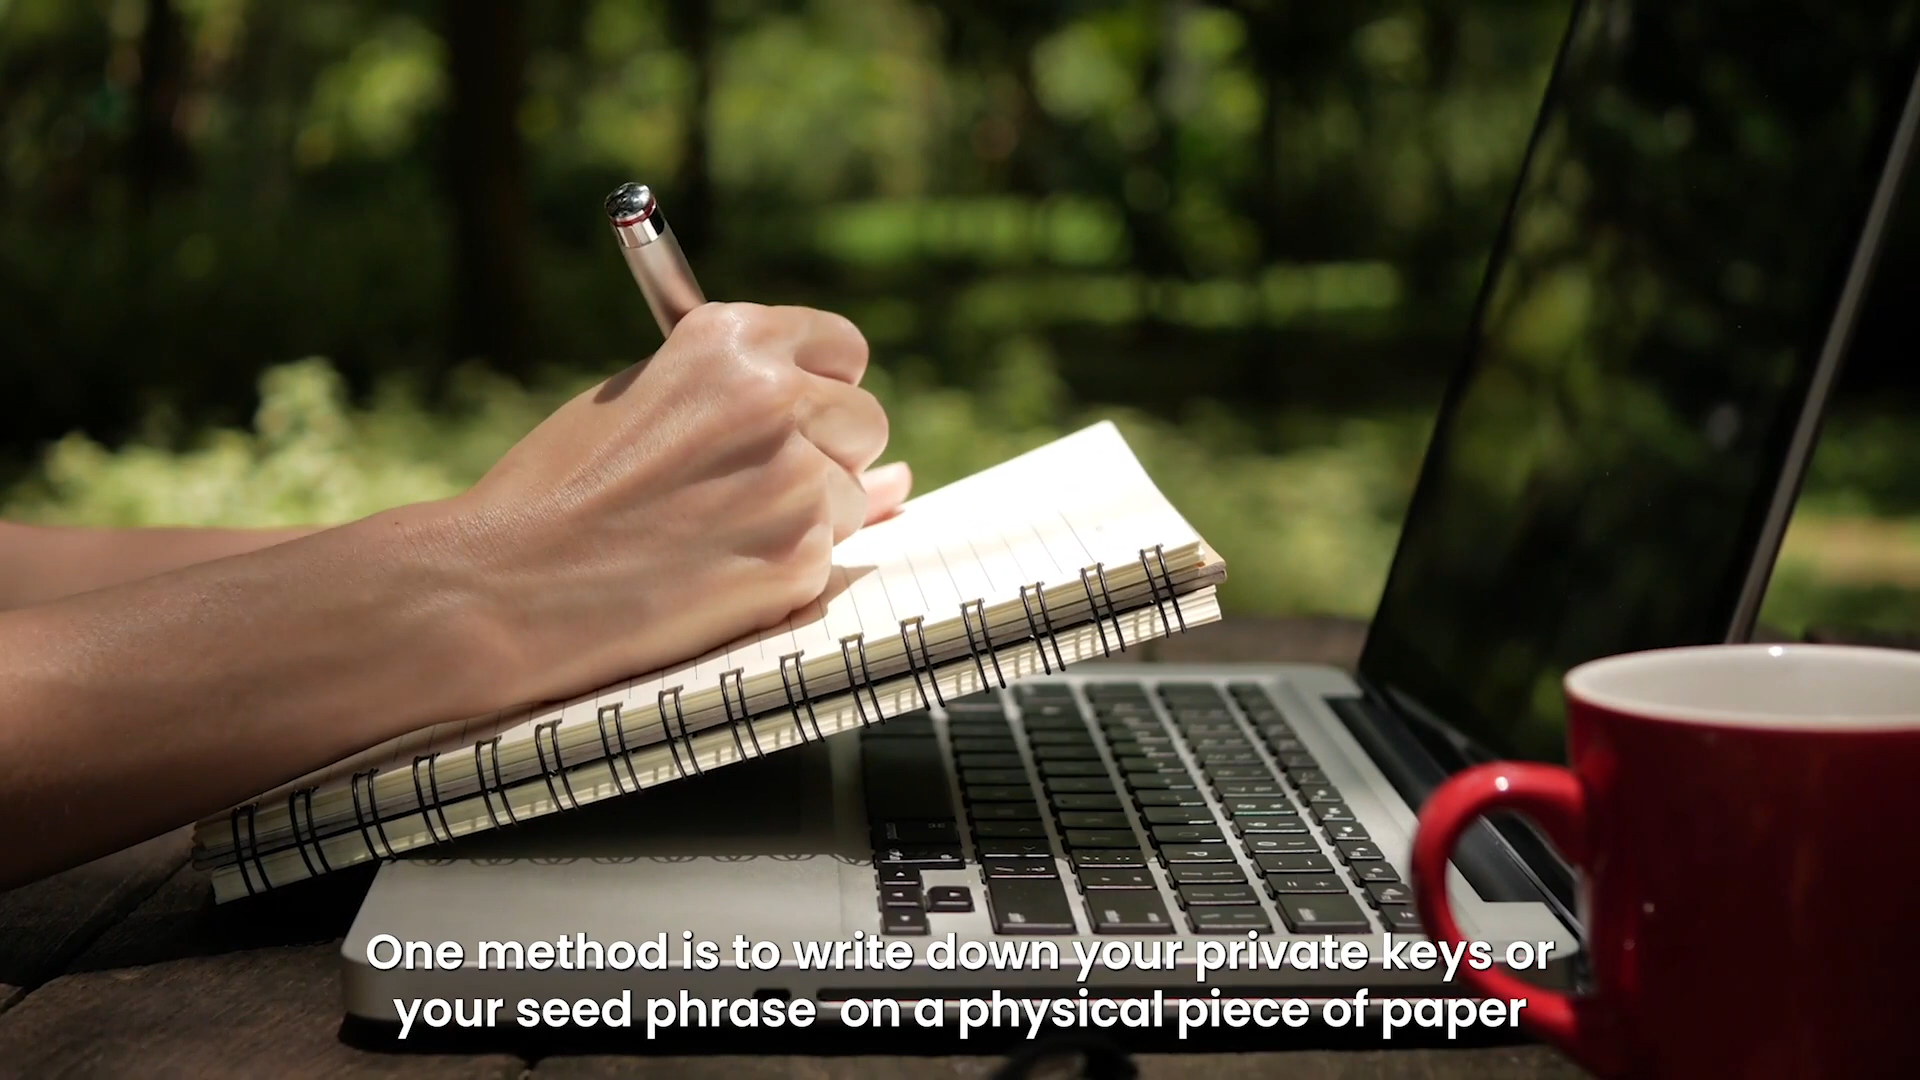 One method is to write down your private keys or
your seed phrase on a physical piece of paper